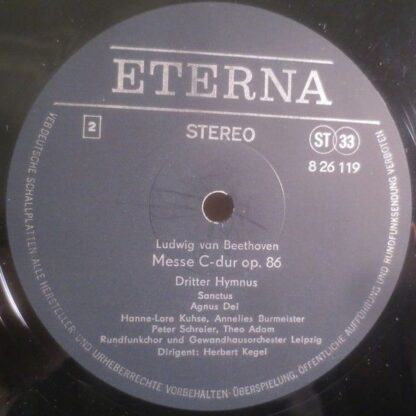 ETERNA
2
STEREO
ST 33
8 26 119
Ludwig van Beethoven
Messe C-dur op. 86
Dritter Hymnus
Sanctus
Agnus Dei
Hanne-Lore Kuhse, Annelies Burmeister
Peter Schreier, Theo Adam
Rundfunkchor und Gewandhausorchester Leipzig
Dirigent: Herbert Kegel
VEB DEUTSCHE SCHALLPLATTEN · ALLE HERSTELLER- UND URHEBERRECHTE VORBEHALTEN · ÜBERSPIELUNG, ÖFFENTLICHE AUFFÜHRUNG UND RUNDFUNKSENDUNG VERBOTEN